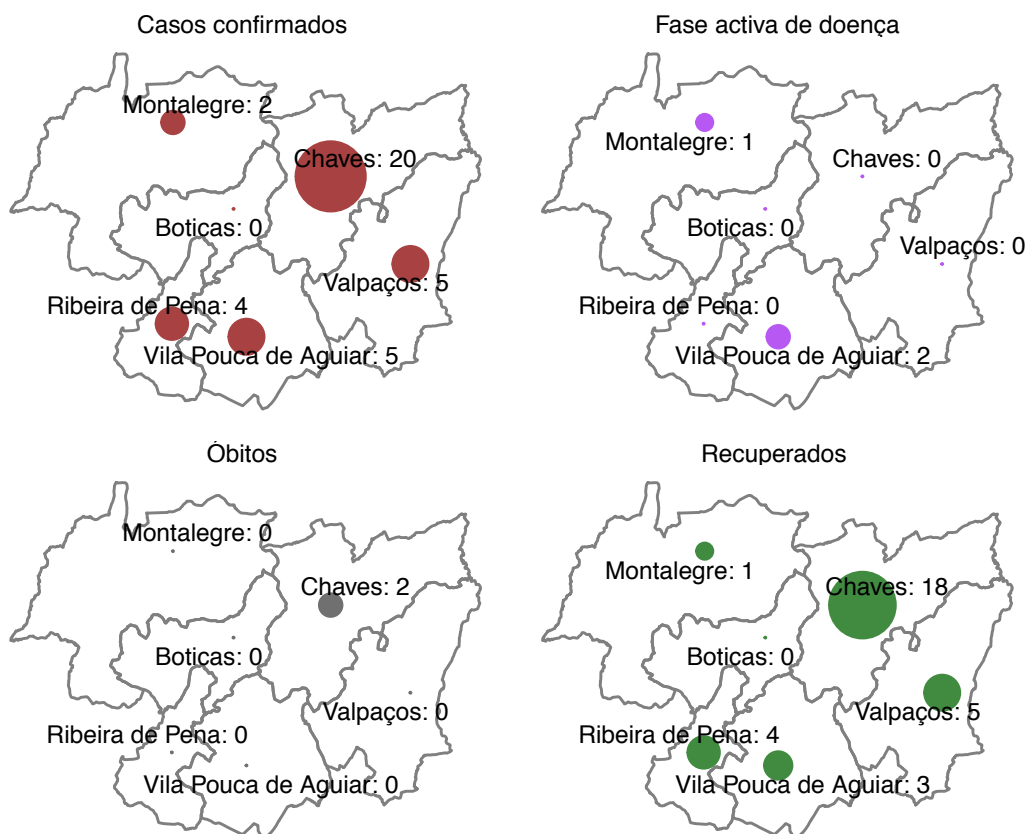 Casos confirmados
Montalegre: 2
Chaves: 20
Boticas: 0
Valpaços: 5
Ribeira de Pena: 4
Vila Pouca de Aguiar: 5
Fase activa de doença
Montalegre: 1
Chaves: 0
Boticas: 0
Valpaços: 0
Ribeira de Pena: 0
Vila Pouca de Aguiar: 2
Óbitos
Montalegre: 0
Chaves: 2
Boticas: 0
Valpaços: 0
Ribeira de Pena: 0
Vila Pouca de Aguiar: 0
Recuperados
Montalegre: 1
Chaves: 18
Boticas: 0
Valpaços: 5
Ribeira de Pena: 4
Vila Pouca de Aguiar: 3